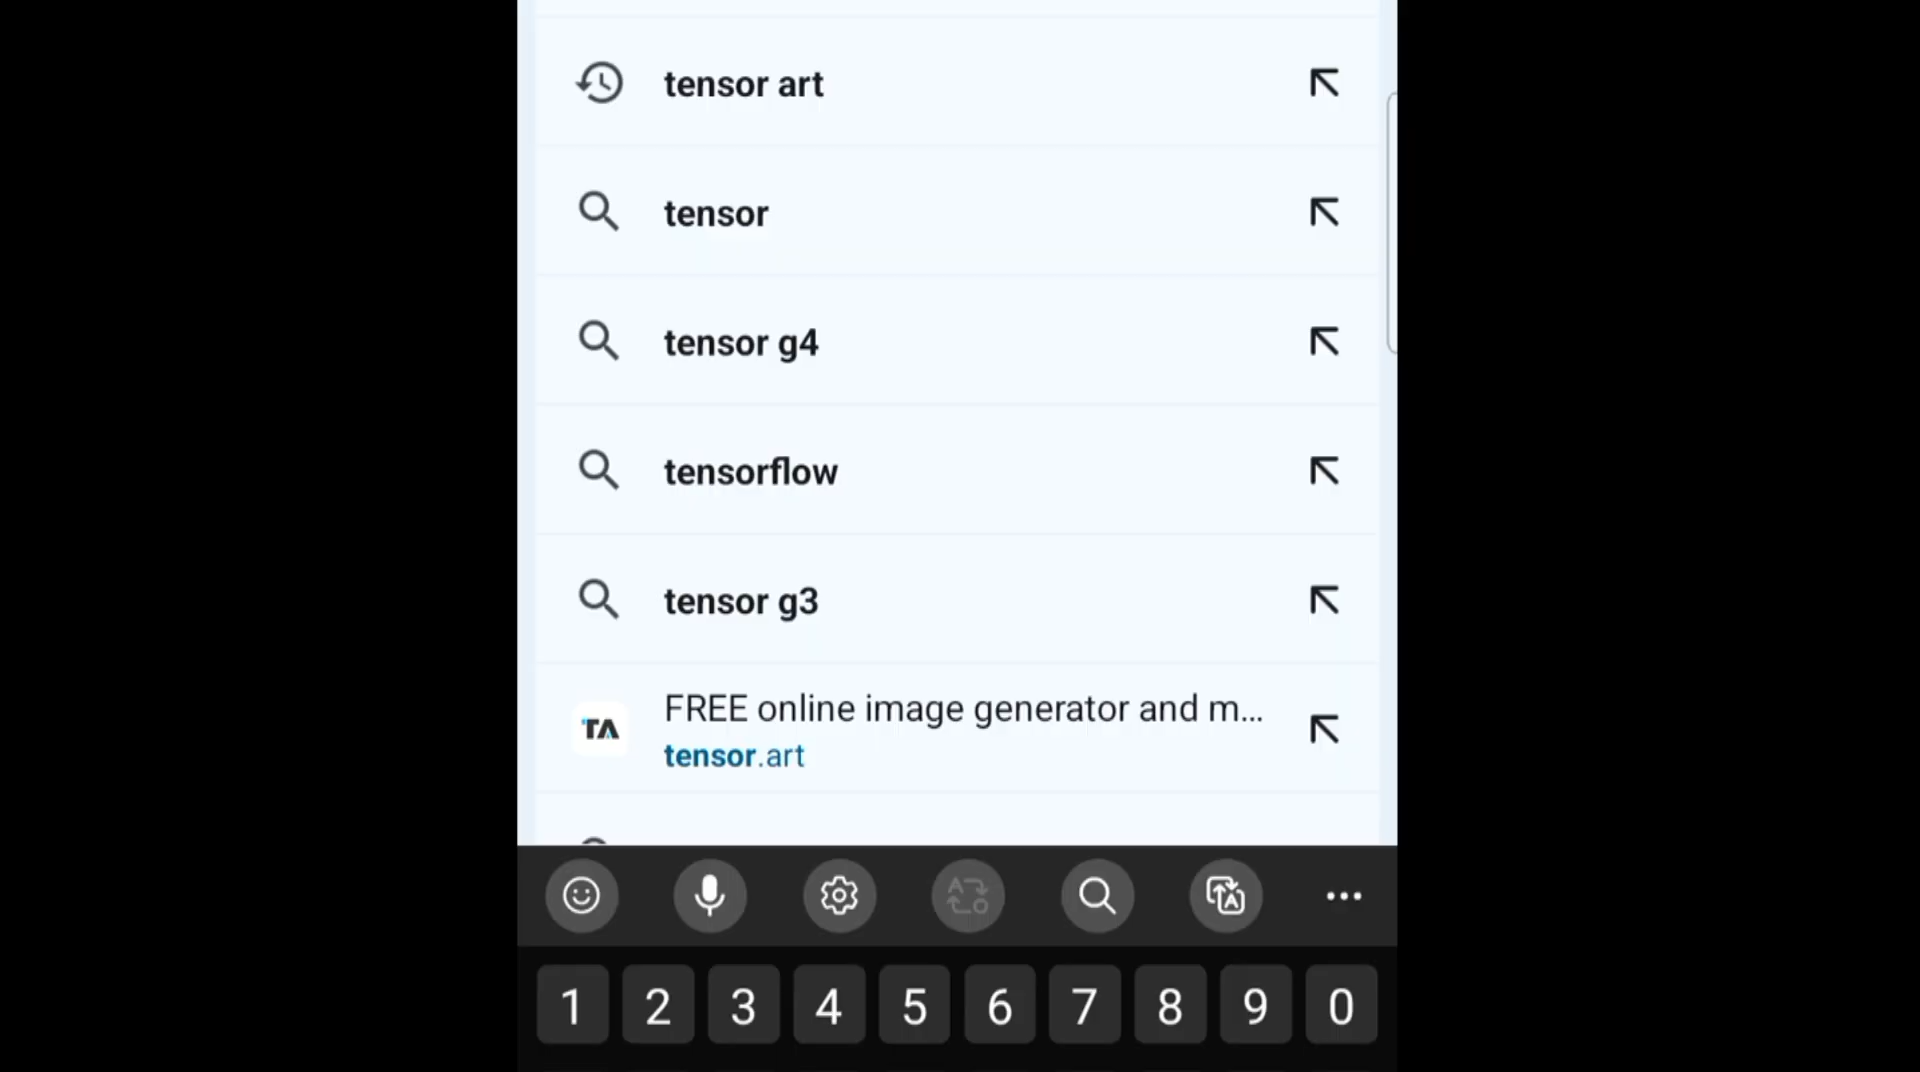 tensor art
tensor
tensor g4
tensorflow
tensor g3
TA
FREE online image generator and m...
tensor.art
1 2 3 4 5 6 7 8 9 0